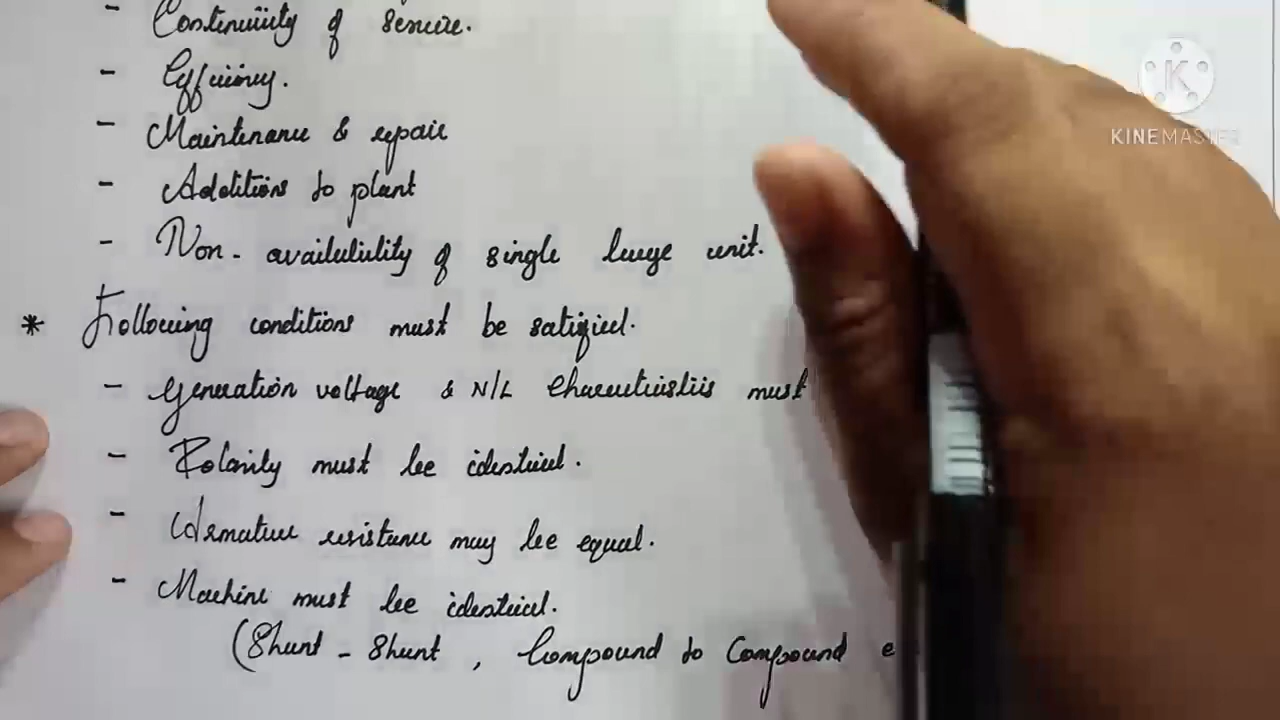 - Continuity of service.
- Efficiency.
- Maintenance & repair
- Additions to plant
- Non-availability of single large unit.
* Following conditions must be satisfied.
- Generation voltage & N/L Characteristics must
- Polarity must be identical.
- Armature resistance may be equal.
- Machine must be identical.
(Shunt - Shunt, Compound to Compound e
K
KINEMASTER